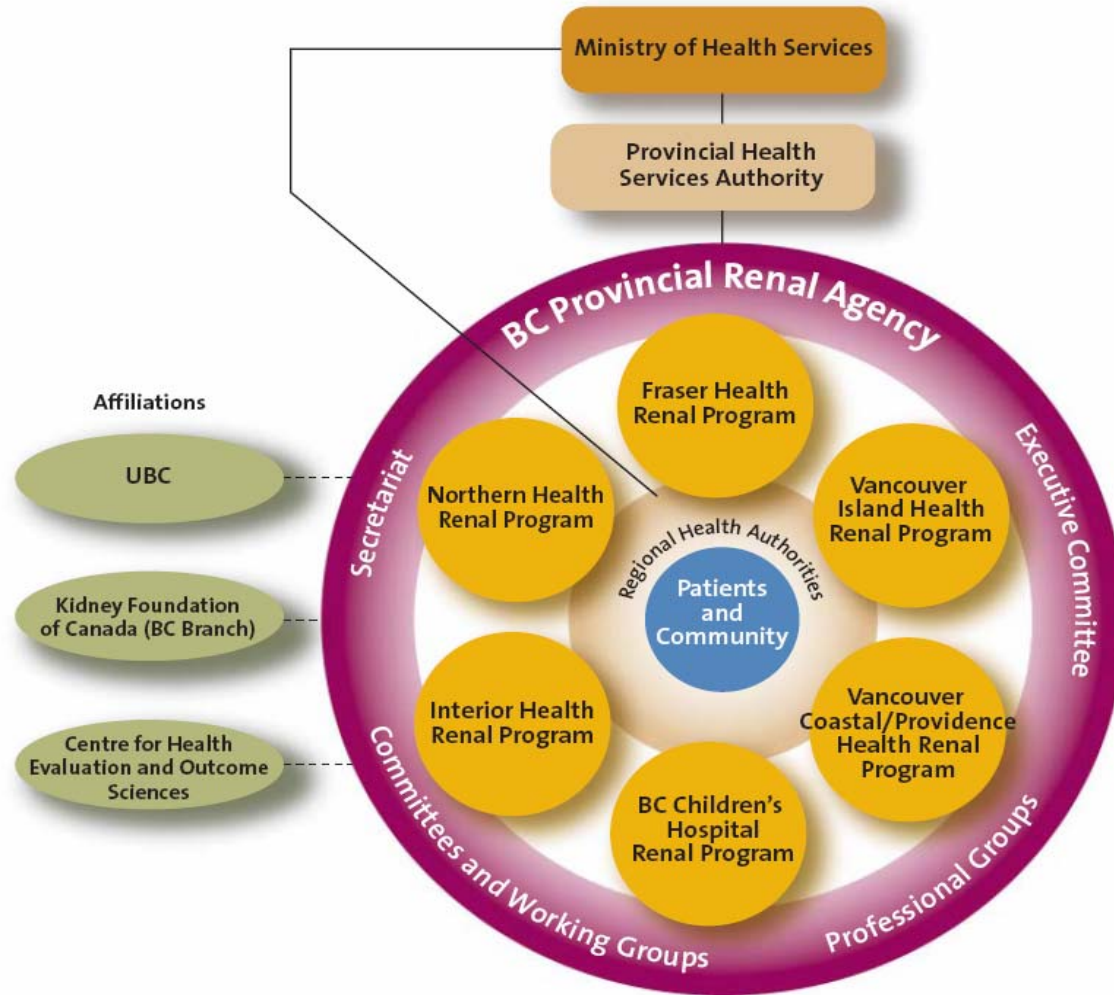 Ministry of Health Services
Provincial Health
Services Authority
BC Provincial Renal Agency
Fraser Health
Renal Program
Affiliations
UBC
Secretariat
Northern Health
Renal Program
Vancouver
Island Health
Renal Program
Executive Committee
Regional Health Authorities
Patients
and
Community
Kidney Foundation
of Canada (BC Branch)
Interior Health
Renal Program
Vancouver
Coastal/Providence
Health Renal
Program
Centre for Health
Evaluation and Outcome
Sciences
BC Children's
Hospital
Renal Program
Committees and Working Groups
Professional Groups